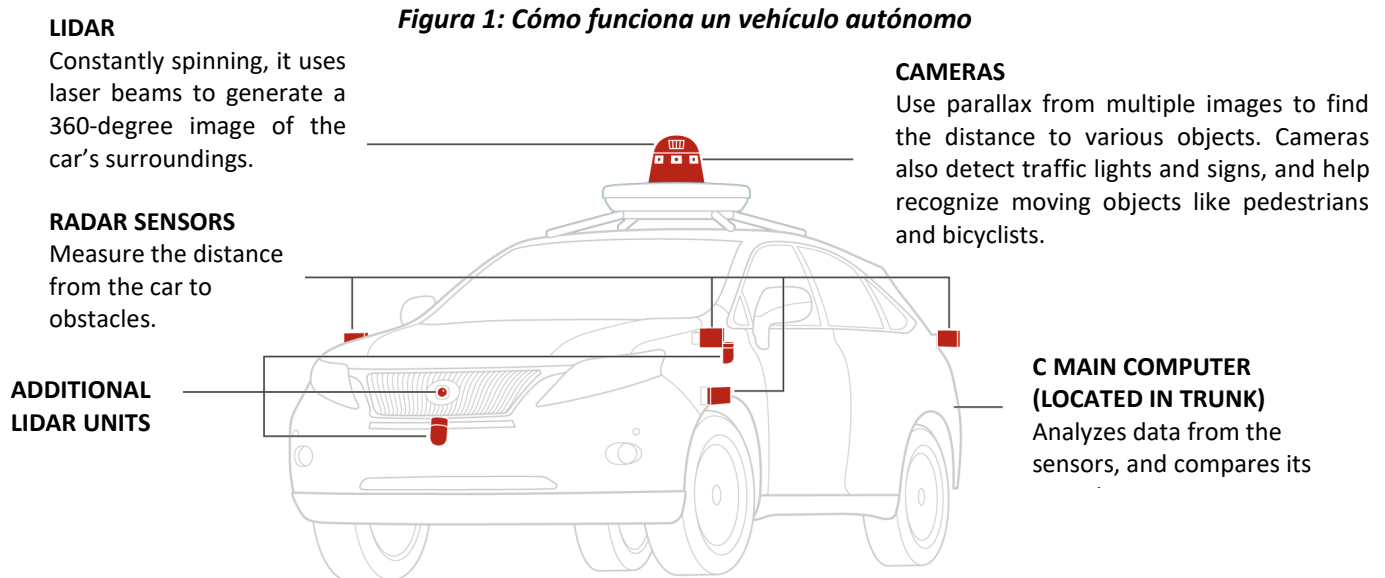 Figura 1: Cómo funciona un vehículo autónomo
LIDAR
Constantly spinning, it uses
laser beams to generate a
360-degree image of the
car’s surroundings.
CAMERAS
Use parallax from multiple images to find
the distance to various objects. Cameras
also detect traffic lights and signs, and help
recognize moving objects like pedestrians
and bicyclists.
RADAR SENSORS
Measure the distance
from the car to
obstacles.
ADDITIONAL
LIDAR UNITS
C MAIN COMPUTER
(LOCATED IN TRUNK)
Analyzes data from the
sensors, and compares its